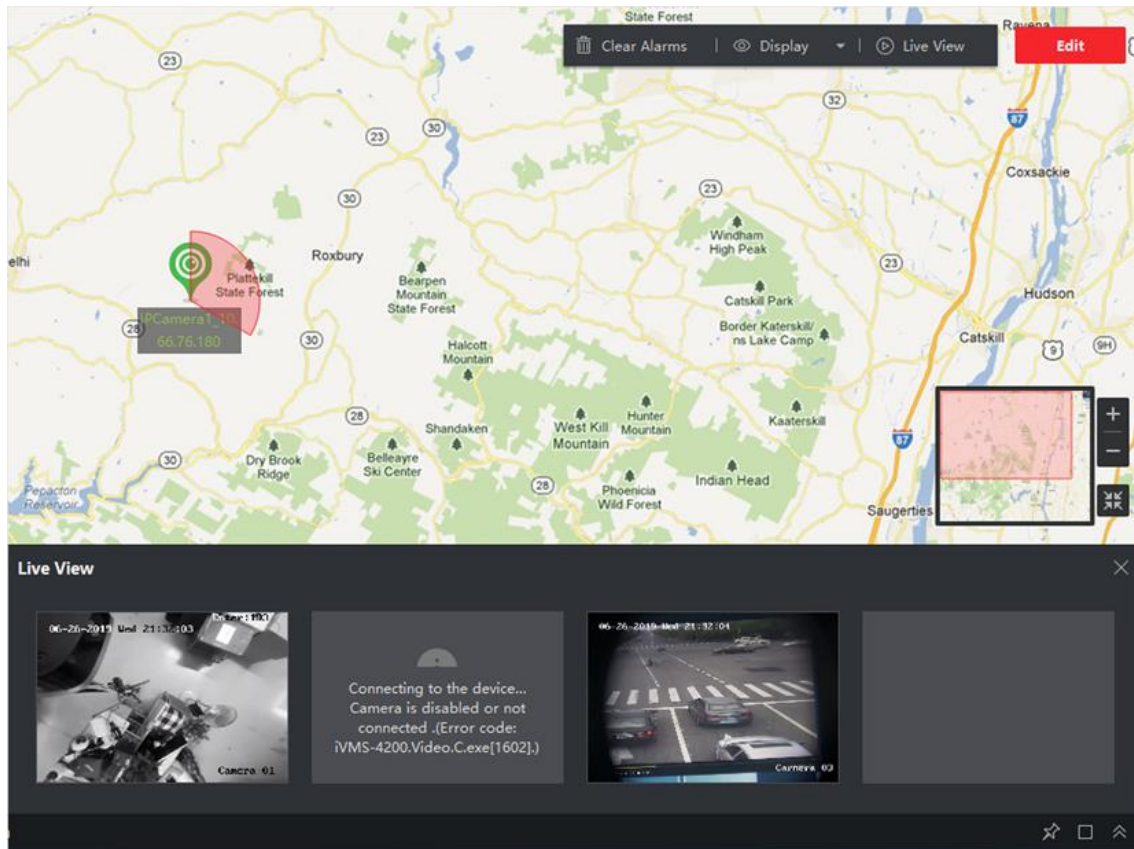 State Forest
Ravena
Clear Alarms
Display
Live View
Edit
23
32
87
30
23
Coxsackie
23
30
Windham
High Peak
elhi
Roxbury
23
Plattekill
State Forest
Bearpen
Mountain
State Forest
Catskill Park
Hudson
IPCamera1_10.
66.76.180
28
30
Border Katerskill/
ns Lake Camp
Catskill
9
9H
Halcott
Mountain
28
Shandaken
West Kill
Mountain
Hunter
Mountain
Kaaterskill
87
30
Dry Brook
Ridge
Belleayre
Ski Center
28
Phoenicia
Wild Forest
Indian Head
Pepacton
Reservoir
Saugerties
Live View
06-26-2019 Wed 21:32:03
Camera 01
Connecting to the device...
Camera is disabled or not
connected .(Error code:
iVMS-4200.Video.C.exe[1602].)
06-26-2019 Wed 21:32:04
Camera 03